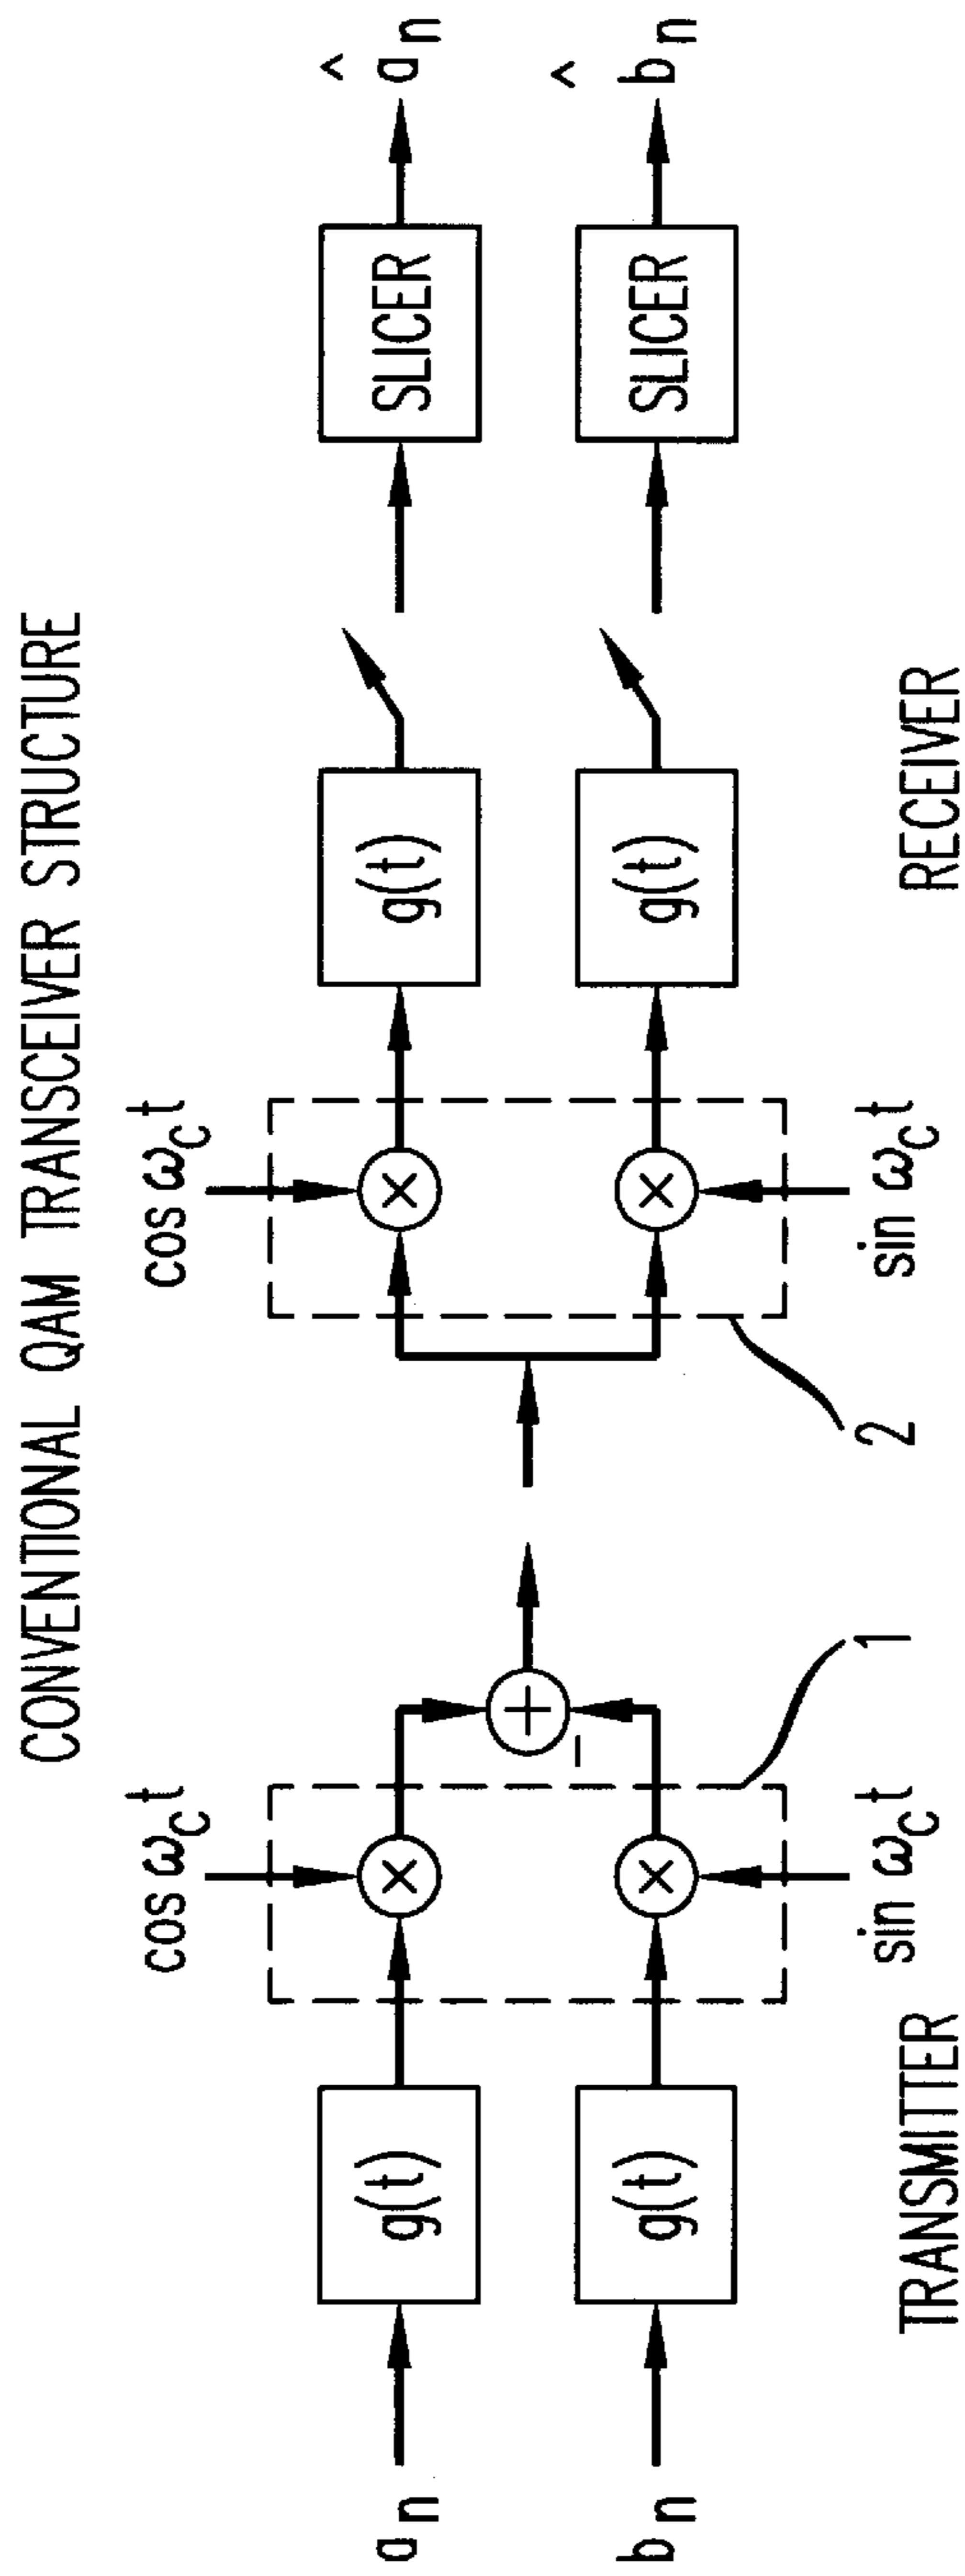 CONVENTIONAL QAM TRANSCEIVER STRUCTURE
cos ω_c t
cos ω_c t
a_n
g(t)
×
×
g(t)
SLICER
â_n
+
−
b_n
g(t)
×
×
g(t)
SLICER
b̂_n
sin ω_c t
1
2
sin ω_c t
TRANSMITTER
RECEIVER